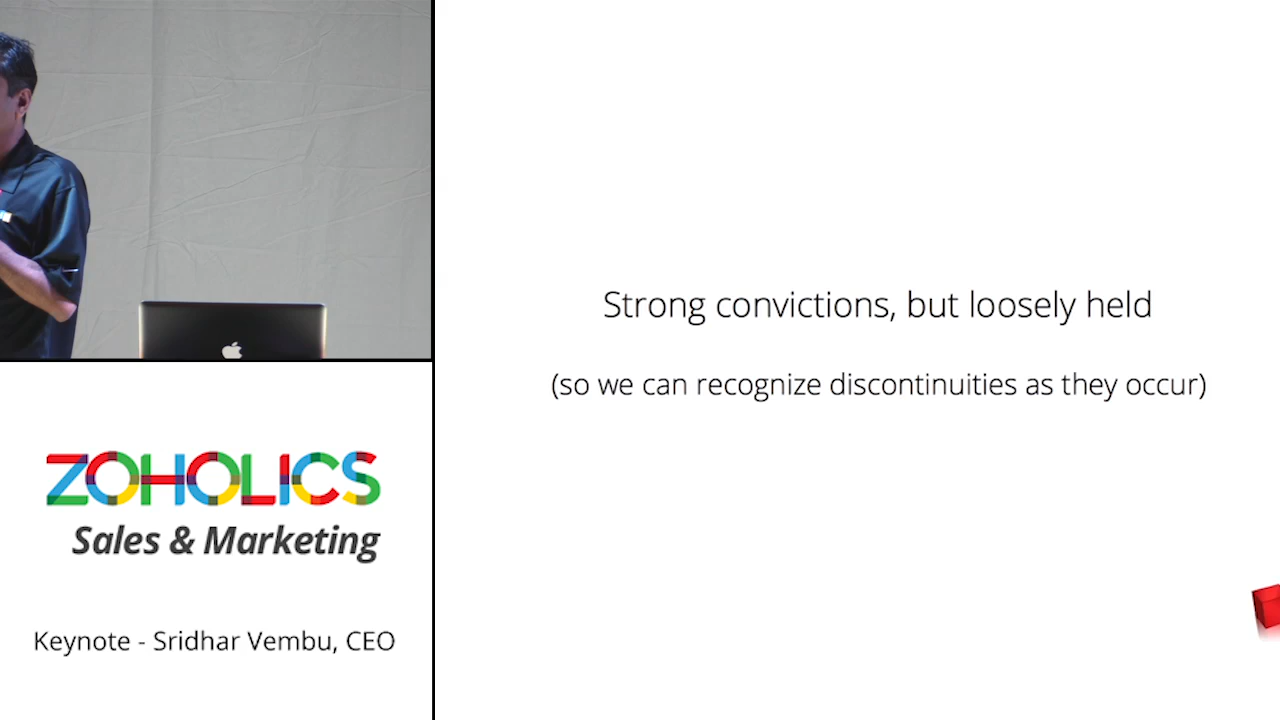 Strong convictions, but loosely held
(so we can recognize discontinuities as they occur)
ZOHOLICS
Sales & Marketing
Keynote - Sridhar Vembu, CEO